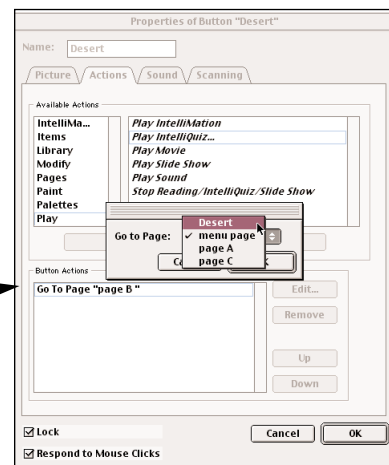 Properties of Button "Desert"
Name: Desert
Picture Actions Sound Scanning
Available Actions
IntelliMa... Play IntelliMation
Items Play IntelliQuiz...
Library Play Movie
Modify Play Slide Show
Pages Play Sound
Paint Stop Reading/IntelliQuiz/Slide Show
Palettes
Play
Desert
Go to Page: ✓ menu page
page A
page C
Button Actions
Go To Page "page B " Edit...
Remove
Up
Down
Lock Cancel OK
Respond to Mouse Clicks